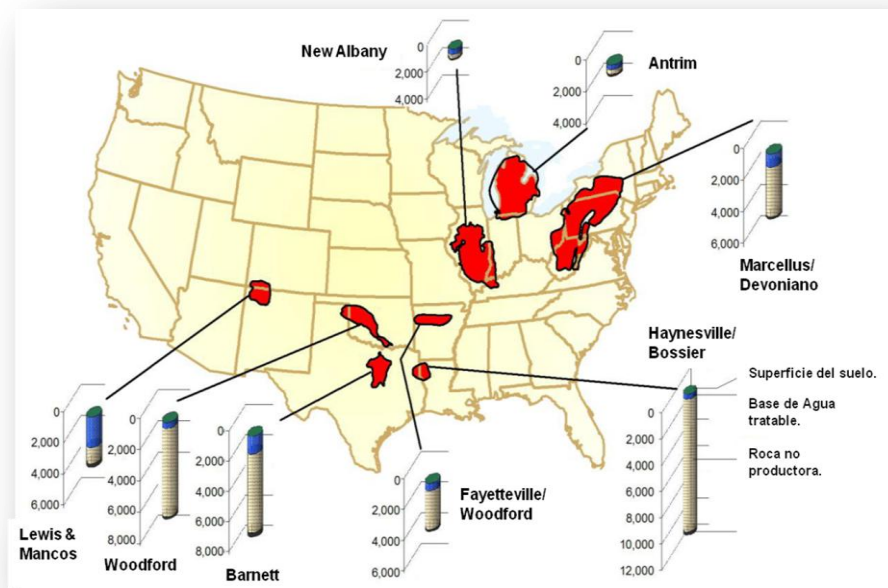 New Albany
0
2,000
4,000
Antrim
0
2,000
4,000
0
2,000
4,000
6,000
Marcellus/
Devoniano
Haynesville/
Bossier
Superficie del suelo.
Base de Agua
tratable.
Roca no
productora.
0
2,000
4,000
6,000
8,000
10,000
12,000
0
2,000
4,000
6,000
Lewis &
Mancos
0
2,000
4,000
6,000
8,000
Woodford
0
2,000
4,000
6,000
8,000
Barnett
0
2,000
4,000
6,000
Fayetteville/
Woodford